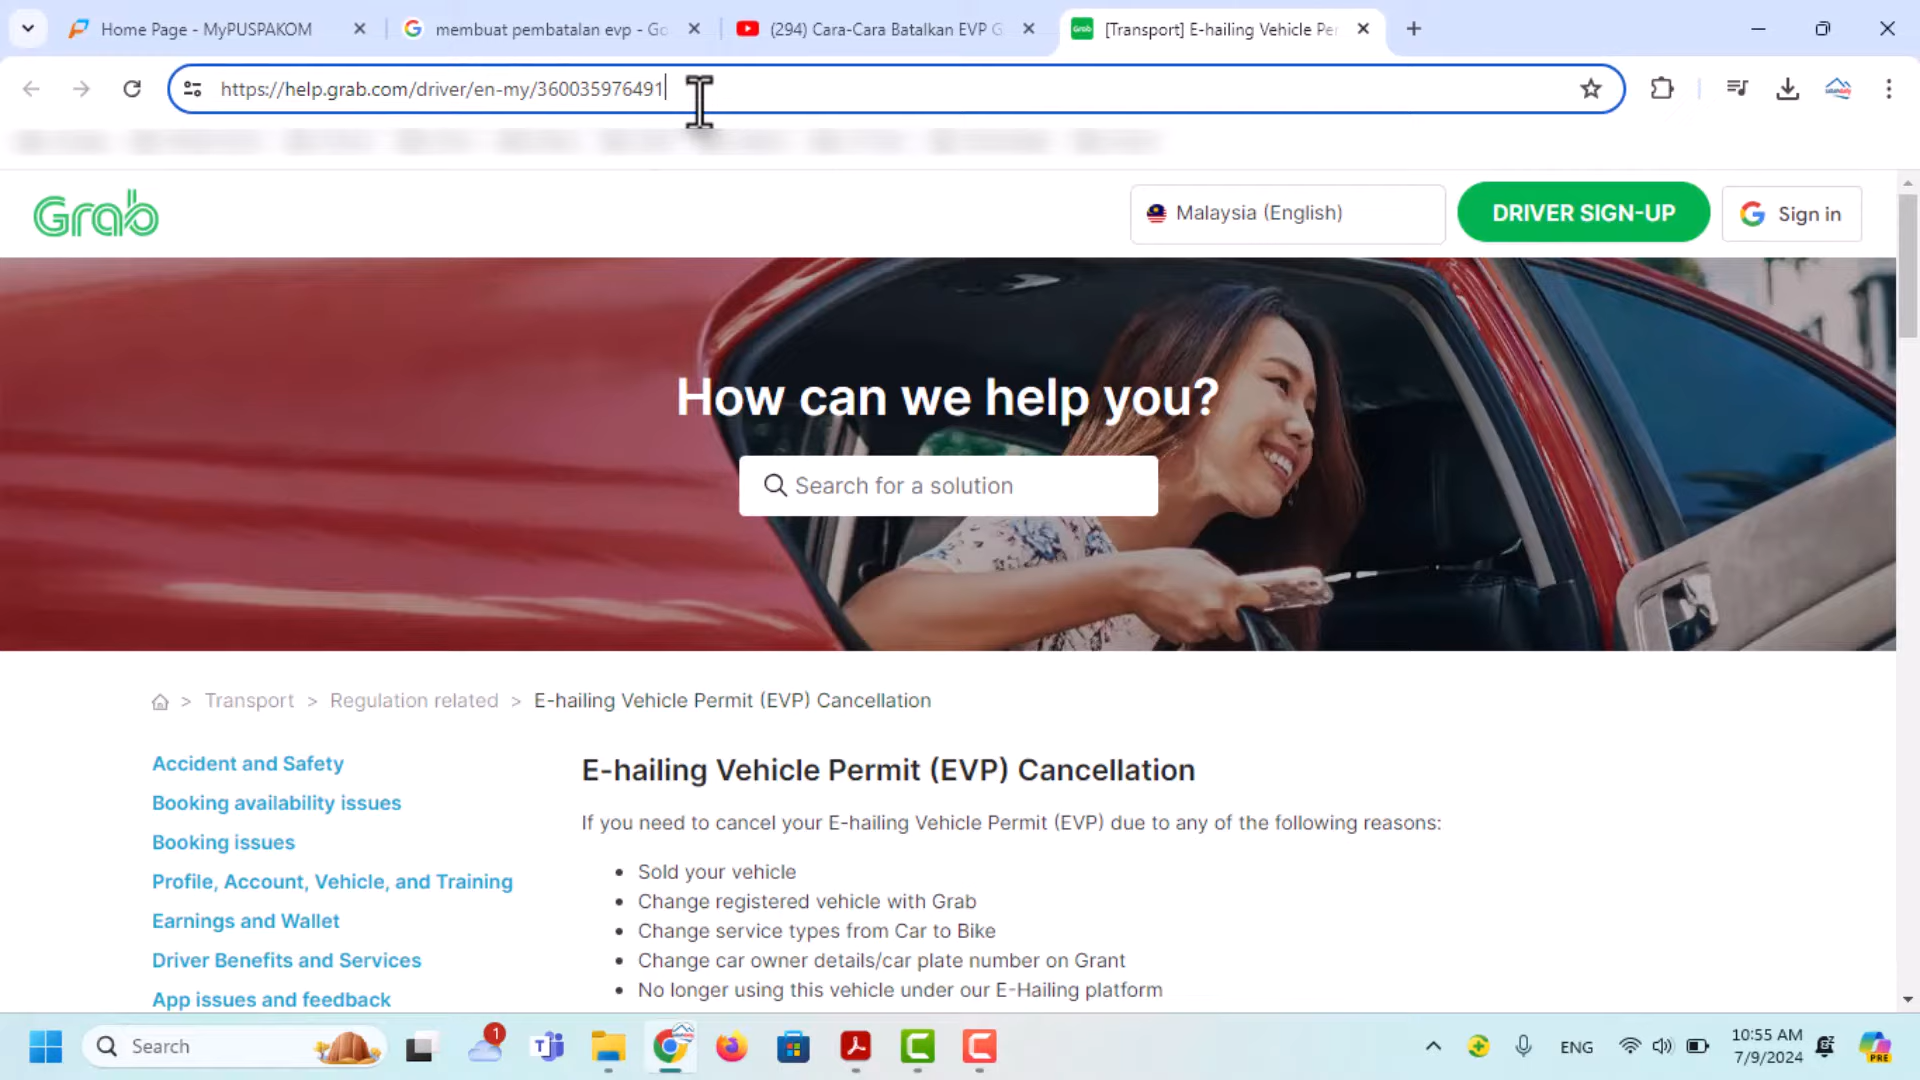 Home Page - MyPUSPAKOM
membuat pembatalan evp - Go
(294) Cara-Cara Batalkan EVP G
[Transport] E-hailing Vehicle Per
https://help.grab.com/driver/en-my/360035976491
Grab
Malaysia (English)
DRIVER SIGN-UP
Sign in
How can we help you?
Search for a solution
> Transport > Regulation related > E-hailing Vehicle Permit (EVP) Cancellation
Accident and Safety
Booking availability issues
Booking issues
Profile, Account, Vehicle, and Training
Earnings and Wallet
Driver Benefits and Services
App issues and feedback
E-hailing Vehicle Permit (EVP) Cancellation
If you need to cancel your E-hailing Vehicle Permit (EVP) due to any of the following reasons:
• Sold your vehicle
• Change registered vehicle with Grab
• Change service types from Car to Bike
• Change car owner details/car plate number on Grant
• No longer using this vehicle under our E-Hailing platform
Search
1
ENG
10:55 AM
7/9/2024
PRE